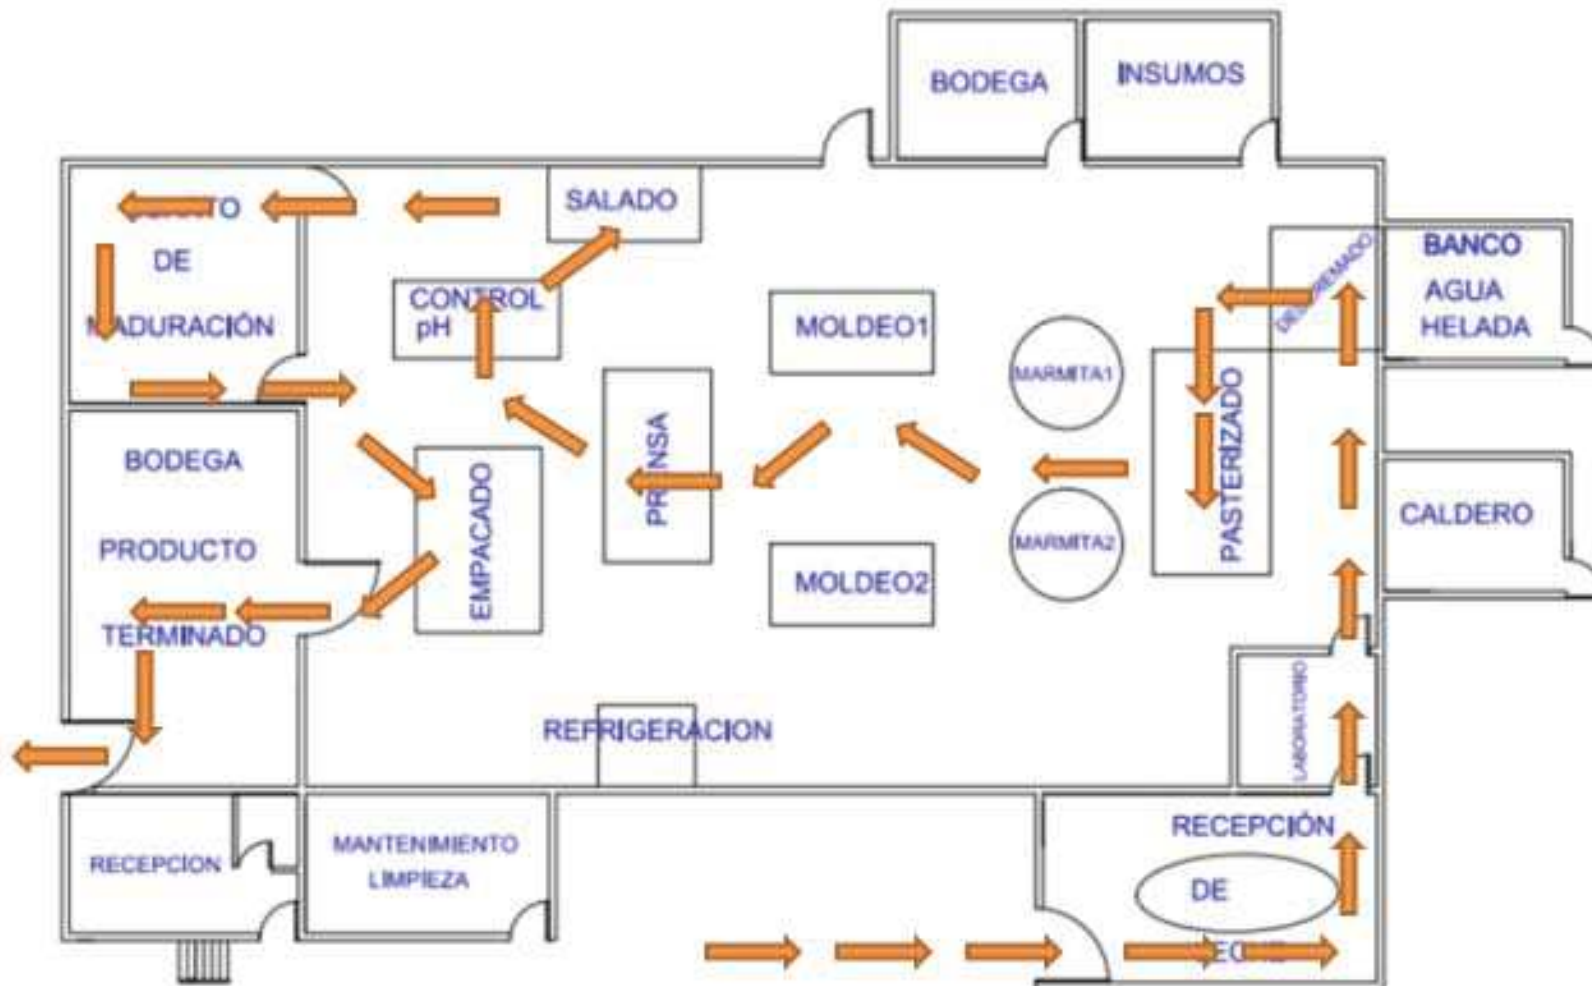 BODEGA
INSUMOS
SALADO
DE
MADURACIÓN
CONTROL
pH
MOLDEO1
MARMITA1
BANCO
AGUA
HELADA
PASTERIZADO
CALDERO
BODEGA
PRODUCTO
TERMINADO
EMPACADO
PRENSA
MOLDEO2
MARMITA2
REFRIGERACION
LABORATORIO
RECEPCION
MANTENIMIENTO
LIMPIEZA
RECEPCIÓN
DE